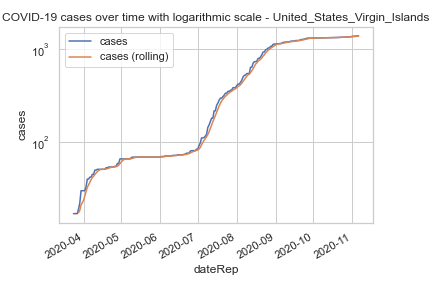 COVID-19 cases over time with logarithmic scale - United_States_Virgin_Islands
cases
cases (rolling)
10³
10²
cases
2020-04
2020-05
2020-06
2020-07
2020-08
2020-09
2020-10
2020-11
dateRep